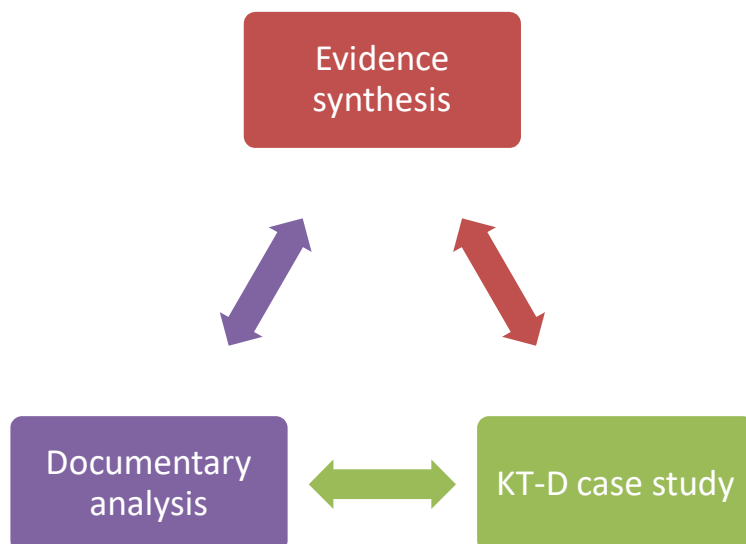 Evidence
synthesis
Documentary
analysis
KT-D case study